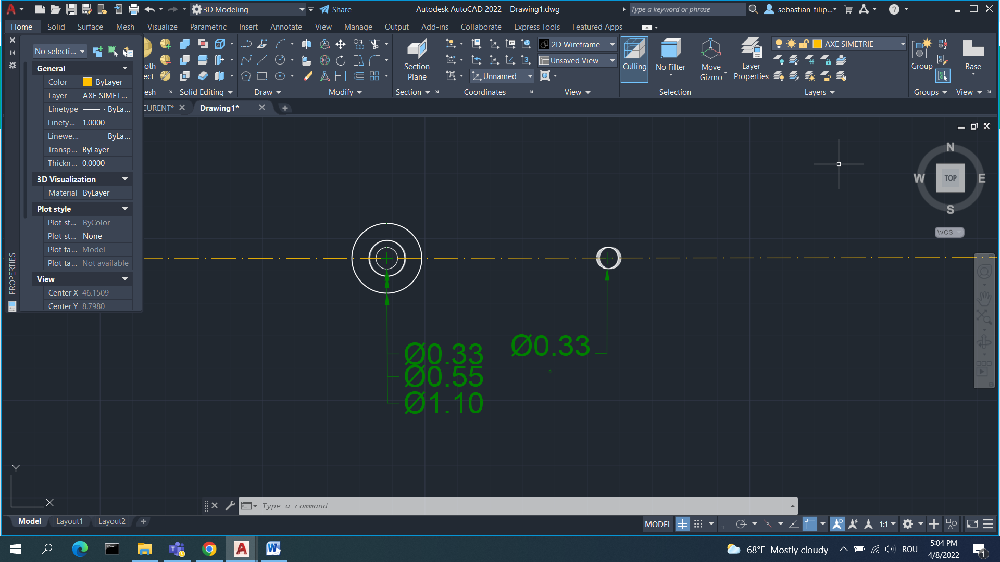 3D Modeling
Share
Autodesk AutoCAD 2022 Drawing1.dwg
Type a keyword or phrase
sebastian-filip...
Home Solid Surface Mesh Visualize Parametric Insert Annotate View Manage Output Add-ins Collaborate Express Tools Featured Apps
No selecti...
General
Color ByLayer
Layer AXE SIMET...
Linetype ByLa...
Linety... 1.0000
Linewe... ByLa...
Transp... ByLayer
Thickn... 0.0000
3D Visualization
Material ByLayer
Plot style
Plot st... ByColor
Plot st... None
Plot ta... Model
Plot ta... Not available
View
Center X 46.1509
Center Y 8.7980
PROPERTIES
oth
ect
esh
Solid Editing
Draw
Modify
Section
Plane
Section
Unnamed
Coordinates
2D Wireframe
Unsaved View
View
Culling
No Filter
Move
Gizmo
Selection
Layer
Properties
AXE SIMETRIE
Layers
Group
Groups
Base
View
CURENT*
Drawing1*
N
W TOP E
S
WCS
Ø0.33
Ø0.55
Ø1.10
Ø0.33
Y
X
Type a command
Model Layout1 Layout2
MODEL
1:1
68°F Mostly cloudy
ROU
5:04 PM
4/8/2022
1